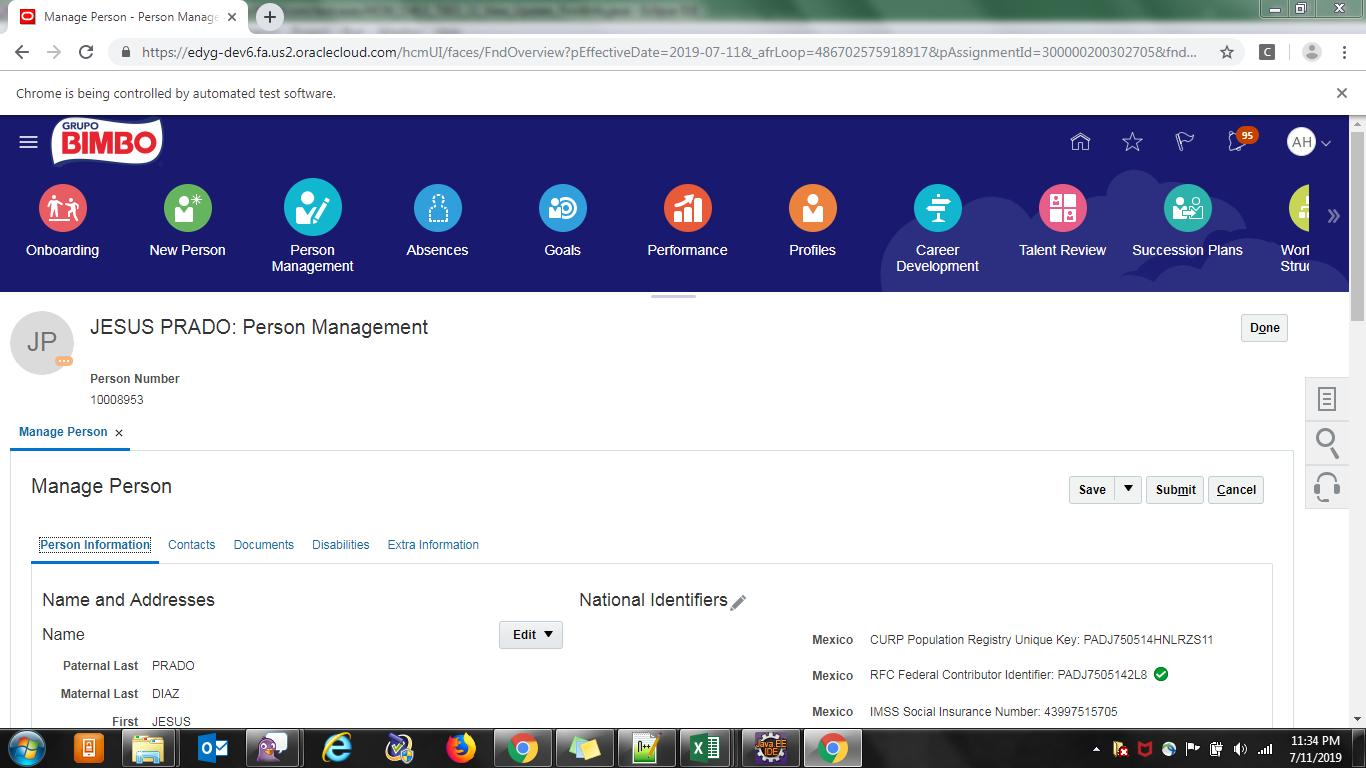 Manage Person - Person Manage
https://edyg-dev6.fa.us2.oraclecloud.com/hcmUI/faces/FndOverview?pEffectiveDate=2019-07-11&_afrLoop=486702575918917&pAssignmentId=300000200302705&fnd...
C
Chrome is being controlled by automated test software.
GRUPO
BIMBO
95
AH
Onboarding
New Person
Person Management
Absences
Goals
Performance
Profiles
Career Development
Talent Review
Succession Plans
JP
JESUS PRADO: Person Management
Done
Person Number
10008953
Manage Person
Manage Person
Save
Submit
Cancel
Person Information Contacts Documents Disabilities Extra Information
Name and Addresses
Name
Edit
Paternal Last PRADO
Maternal Last DIAZ
First JESUS
National Identifiers
Mexico CURP Population Registry Unique Key: PADJ750514HNLRZS11
Mexico RFC Federal Contributor Identifier: PADJ7505142L8
Mexico IMSS Social Insurance Number: 43997515705
Java EE
IDE
11:34 PM
7/11/2019